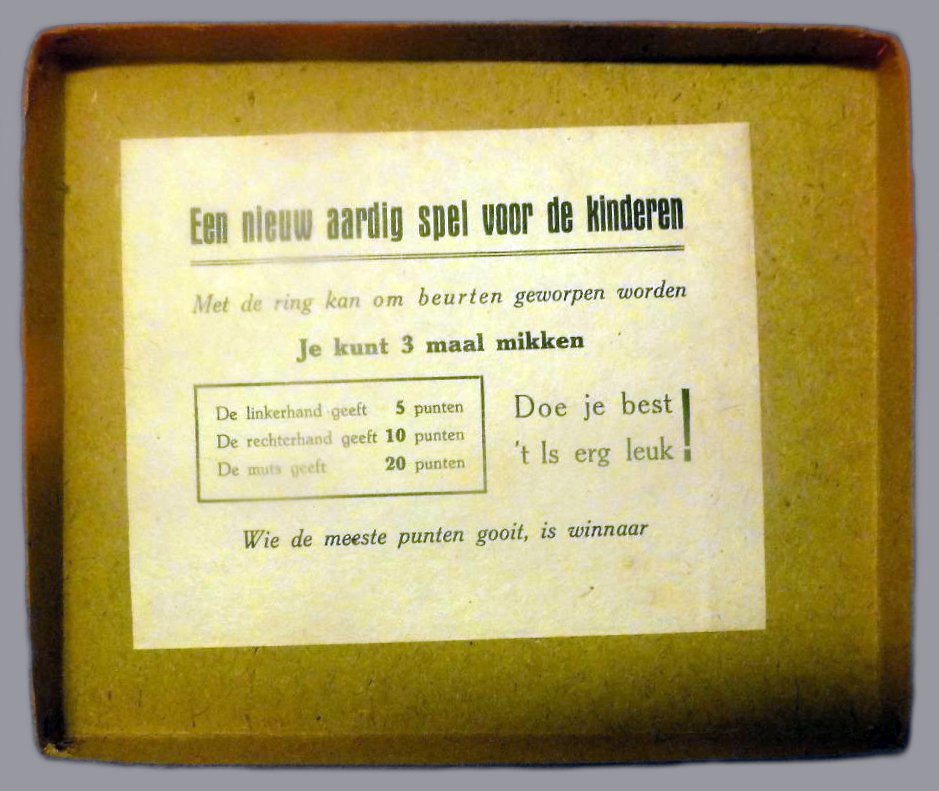 Een nieuw aardig spel voor de kinderen
Met de ring kan om beurten geworpen worden
Je kunt 3 maal mikken
De linkerhand geeft 5 punten
De rechterhand geeft 10 punten
De muts geeft 20 punten
Doe je best
't Is erg leuk !
Wie de meeste punten gooit, is winnaar